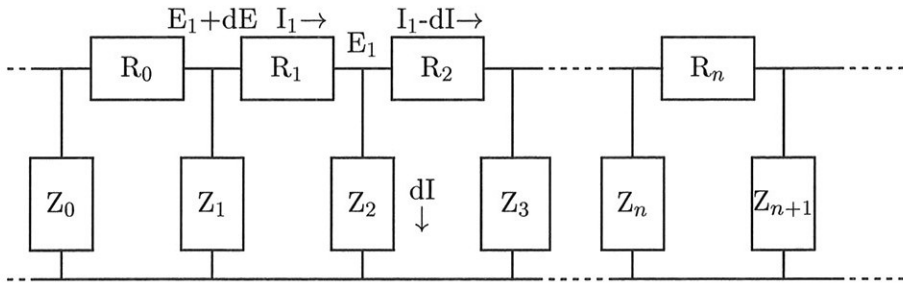 E₁+dE I₁→ E₁ I₁-dI→
R₀ R₁ R₂ Rₙ
Z₀ Z₁ Z₂ dI↓ Z₃ Zₙ Zₙ₊₁